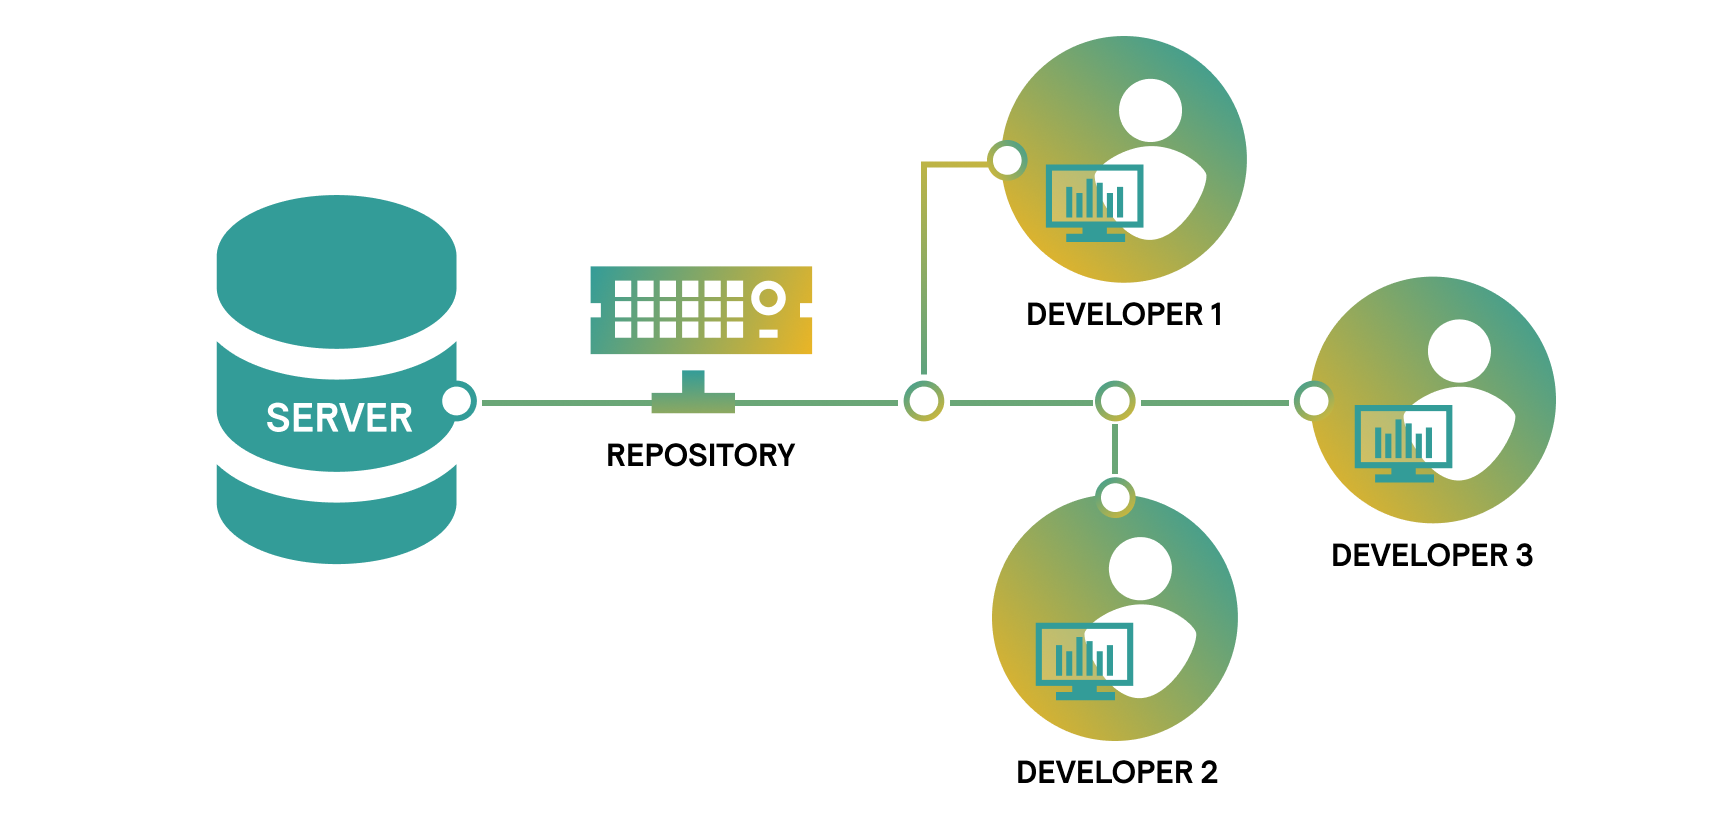 SERVER
REPOSITORY
DEVELOPER 1
DEVELOPER 2
DEVELOPER 3